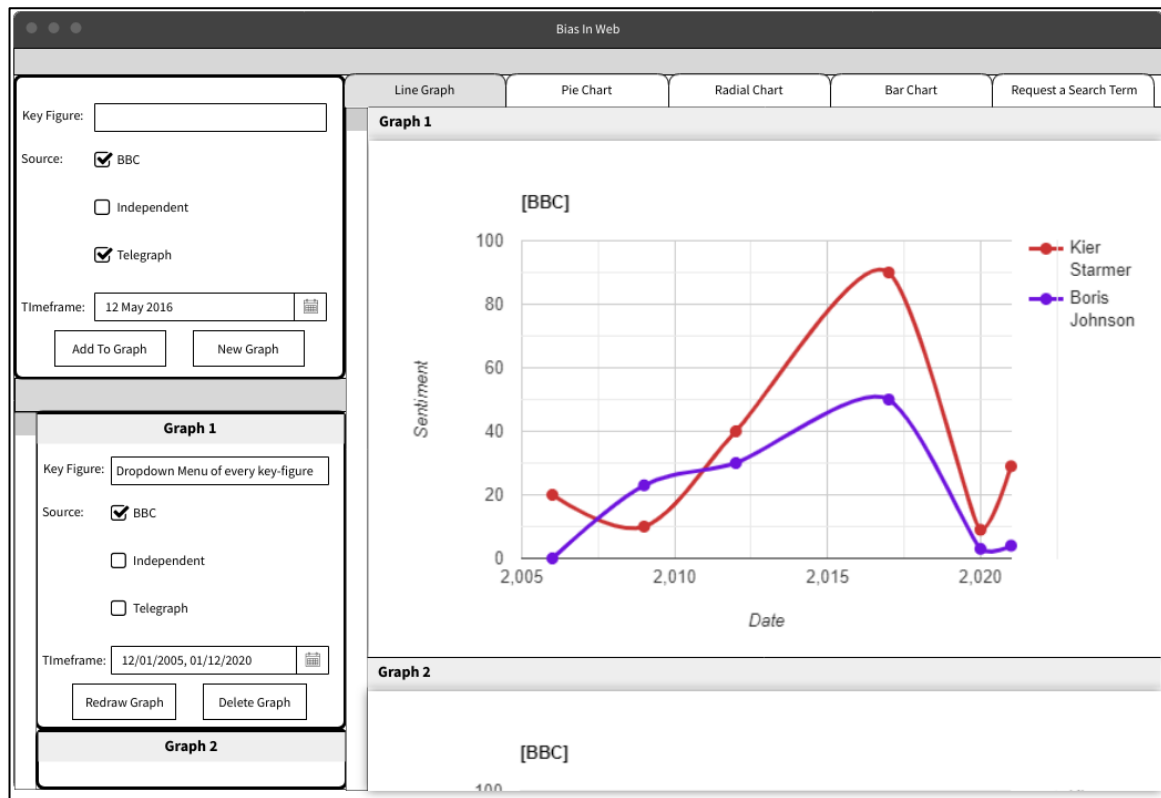 Bias In Web
Line Graph
Pie Chart
Radial Chart
Bar Chart
Request a Search Term
Key Figure:
Source:
BBC
Independent
Telegraph
TImeframe:
12 May 2016
Add To Graph
New Graph
Graph 1
Key Figure:
Dropdown Menu of every key-figure
Source:
BBC
Independent
Telegraph
TImeframe:
12/01/2005, 01/12/2020
Redraw Graph
Delete Graph
Graph 2
Graph 1
[BBC]
100
80
60
40
20
0
Sentiment
2,005
2,010
2,015
2,020
Date
Kier
Starmer
Boris
Johnson
Graph 2
[BBC]
100